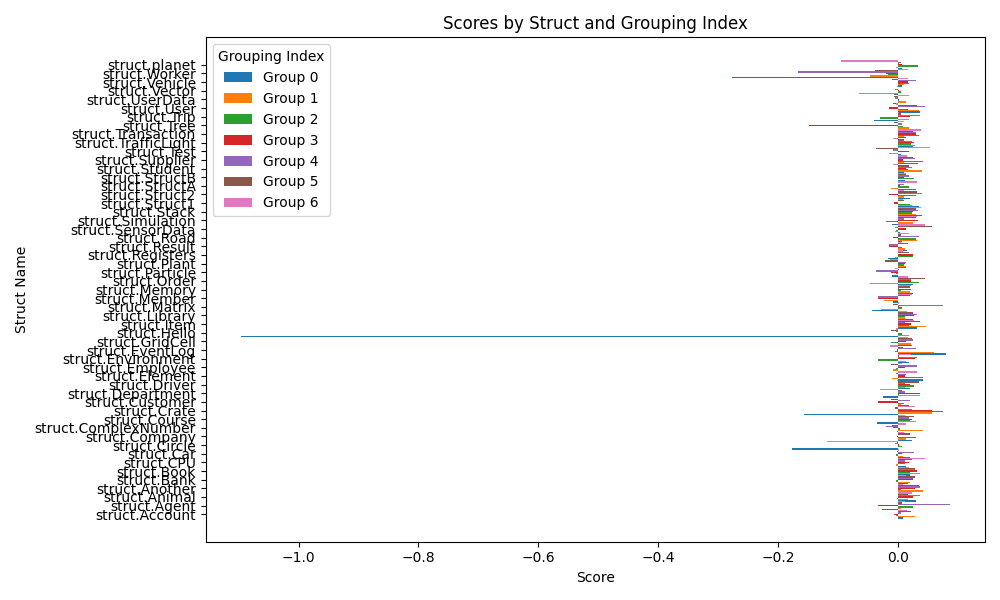 Scores by Struct and Grouping Index
Grouping Index
Group 0
Group 1
Group 2
Group 3
Group 4
Group 5
Group 6
Struct Name
struct.planet
struct.Worker
struct.Vehicle
struct.Vector
struct.UserData
struct.User
struct.Trip
struct.Tree
struct.Transaction
struct.TrafficLight
struct.Test
struct.Supplier
struct.Student
struct.StructB
struct.StructA
struct.Struct2
struct.Struct1
struct.Stack
struct.Simulation
struct.SensorData
struct.Road
struct.Result
struct.Registers
struct.Plant
struct.Particle
struct.Order
struct.Memory
struct.Member
struct.Matrix
struct.Library
struct.Item
struct.Hello
struct.GridCell
struct.EventLog
struct.Environment
struct.Employee
struct.Element
struct.Driver
struct.Department
struct.Customer
struct.Crate
struct.Course
struct.ComplexNumber
struct.Company
struct.Circle
struct.Car
struct.CPU
struct.Book
struct.Bank
struct.Another
struct.Animal
struct.Agent
struct.Account
−1.0
−0.8
−0.6
−0.4
−0.2
0.0
Score